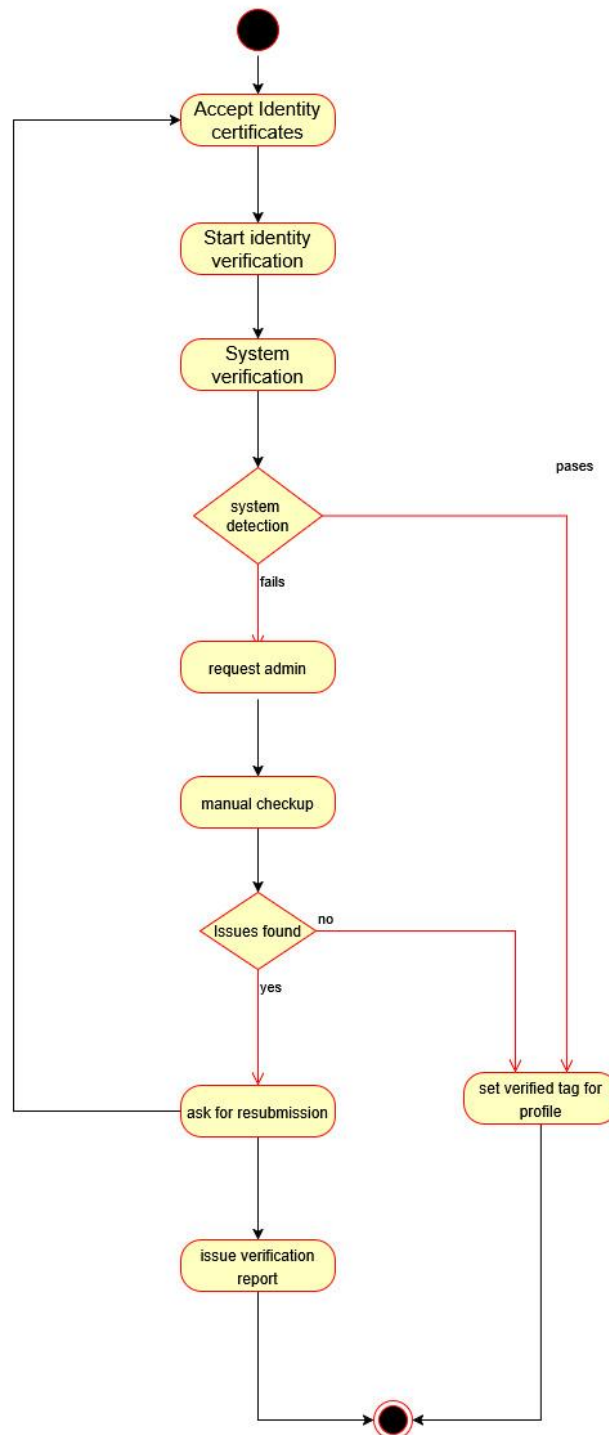 Accept Identity
certificates
Start identity
verification
System
verification
pases
system
detection
fails
request admin
manual checkup
Issues found
no
yes
ask for resubmission
set verified tag for
profile
issue verification
report